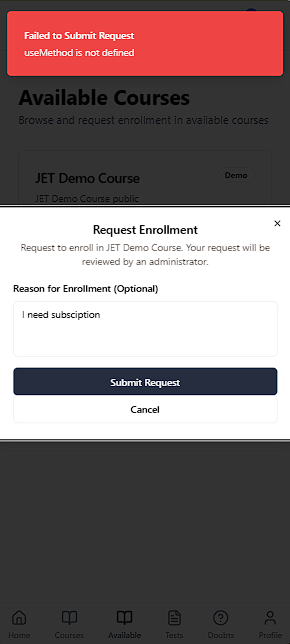 Failed to Submit Request
useMethod is not defined
Available Courses
Browse and request enrollment in available courses
JET Demo Course
Demo
JET Demo Course public
Request Enrollment
Request to enroll in JET Demo Course. Your request will be
reviewed by an administrator.
Reason for Enrollment (Optional)
I need subsciption
Submit Request
Cancel
Home
Courses
Available
Tests
Doubts
Profile